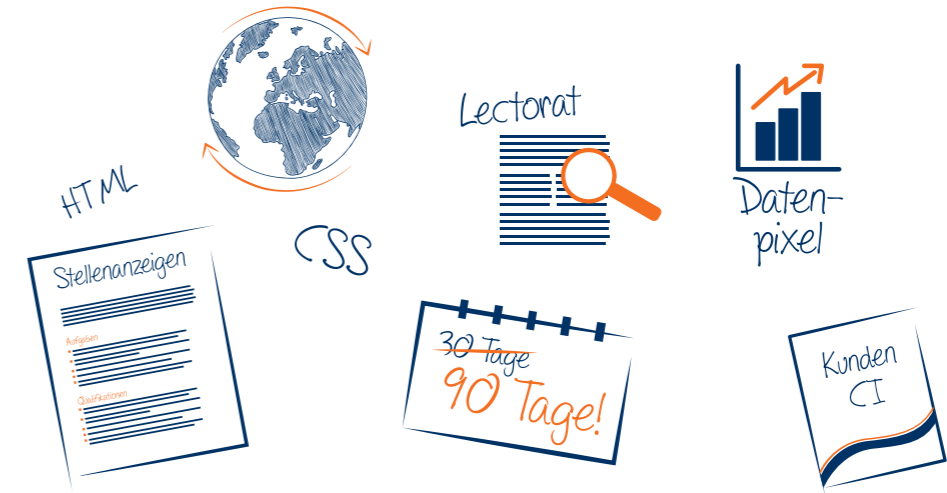 HTML
Stellenanzeigen
Aufgaben
Qualifikationen
CSS
Lectorat
30 Tage
90 Tage!
Daten-
pixel
Kunden
CI